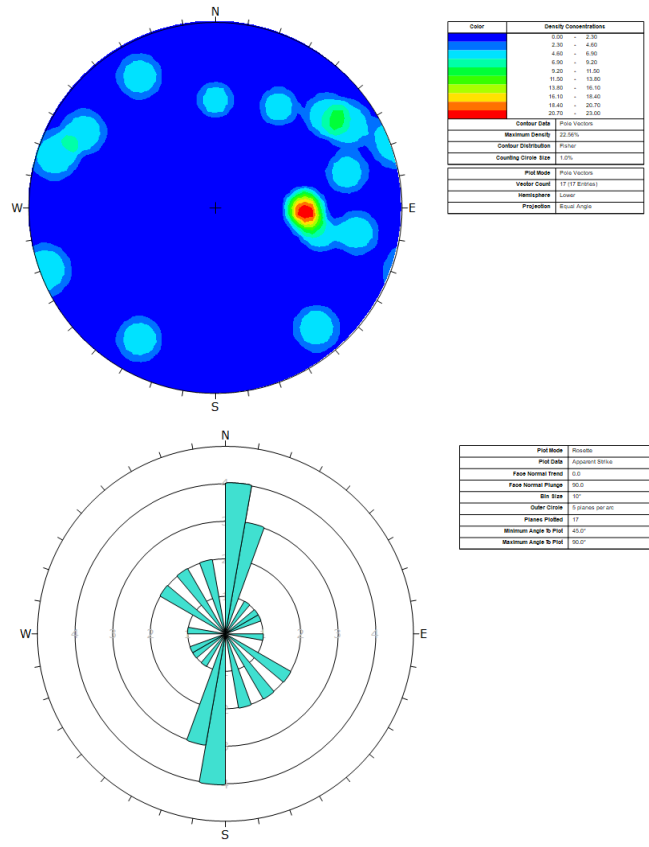 N
W
E
S
Color Density Concentrations
0.00 - 2.30
2.30 - 4.60
4.60 - 6.90
6.90 - 9.20
9.20 - 11.50
11.50 - 13.80
13.80 - 16.10
16.10 - 18.40
18.40 - 20.70
20.70 - 23.00
Contour Data Pole Vectors
Maximum Density 22.56%
Contour Distribution Fisher
Counting Circle Size 1.0%
Plot Mode Pole Vectors
Vector Count 17 (17 Entries)
Hemisphere Lower
Projection Equal Angle
N
W
4 3 2 2 3 4
E
S
Plot Mode Rosette
Plot Data Apparent Strike
Face Normal Trend 0.0
Face Normal Plunge 90.0
Bin Size 10°
Outer Circle 5 planes per arc
Planes Plotted 17
Minimum Angle To Plot 45.0°
Maximum Angle To Plot 90.0°